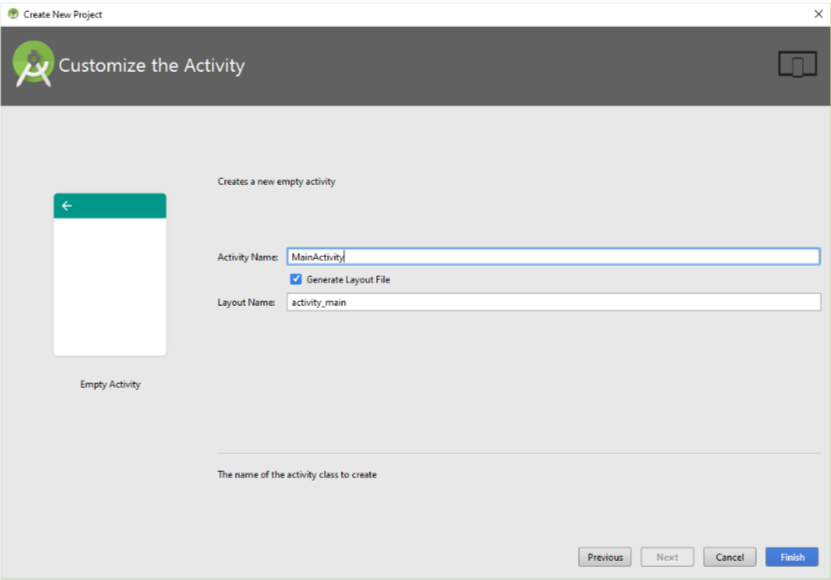 Create New Project
Customize the Activity
Creates a new empty activity
Activity Name: MainActivity
Generate Layout File
Layout Name: activity_main
Empty Activity
The name of the activity class to create
Previous Next Cancel Finish